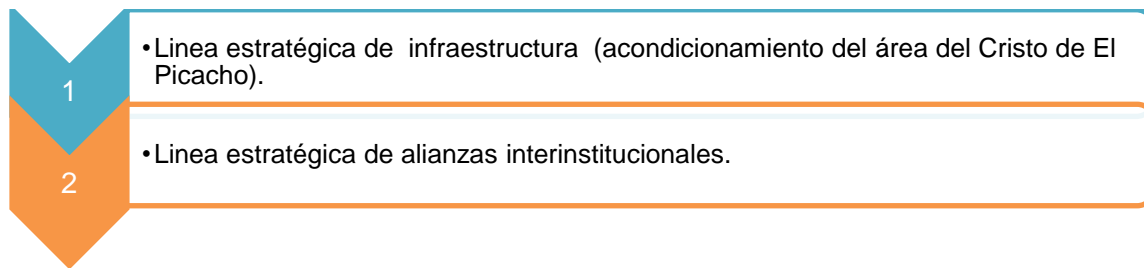 1
•Linea estratégica de infraestructura (acondicionamiento del área del Cristo de El
Picacho).
2
•Linea estratégica de alianzas interinstitucionales.